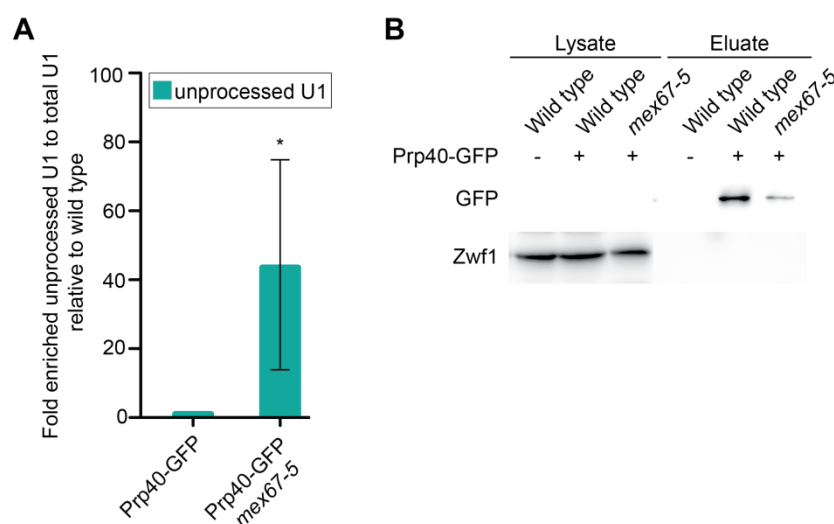 A
Fold enriched unprocessed U1 to total U1
relative to wild type
100
80
60
40
20
0
unprocessed U1
*
Prp40-GFP
Prp40-GFP
mex67-5
B
Lysate
Eluate
Wild type
Wild type
mex67-5
Wild type
Wild type
mex67-5
Prp40-GFP - + + - + +
GFP
Zwf1